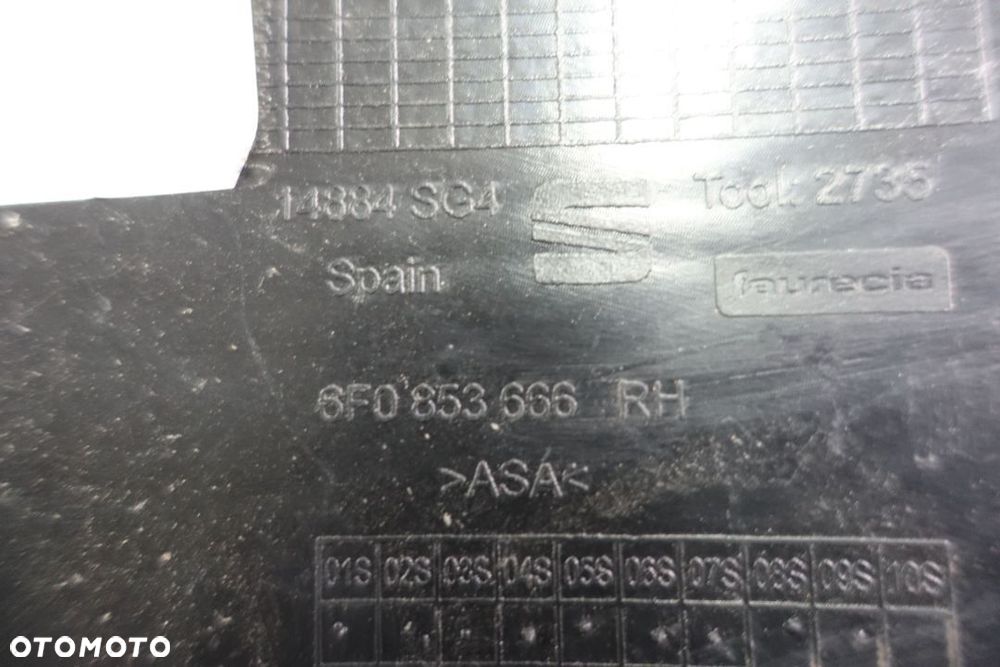 14884 SG4
Tool. 2735
Spain
faurecia
6F0 853 666 RH
>ASA<
01S 02S 03S 04S 05S 06S 07S 08S 09S 10S
OTOMOTO